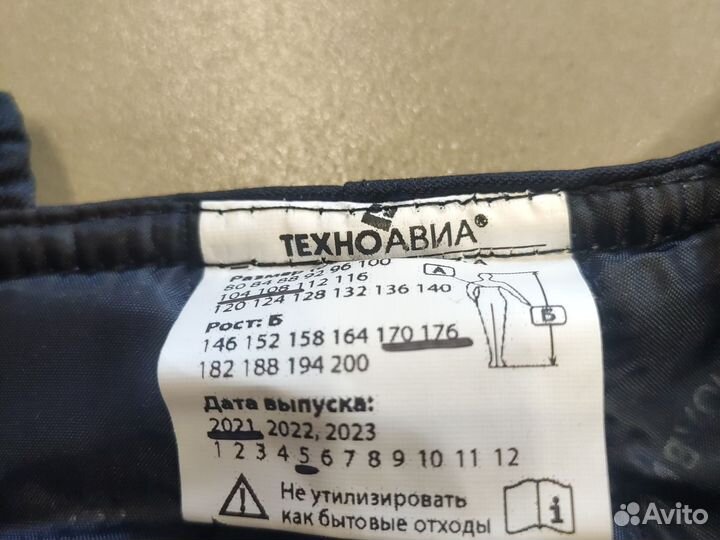 ТЕХНОАВИА®
Размер
80 84 88 92 96 100
104 108 112 116
120 124 128 132 136 140
А
Б
Рост: Б
146 152 158 164 170 176
182 188 194 200
Дата выпуска:
2021, 2022, 2023
1 2 3 4 5 6 7 8 9 10 11 12
Не утилизировать
как бытовые отходы
i
Avito